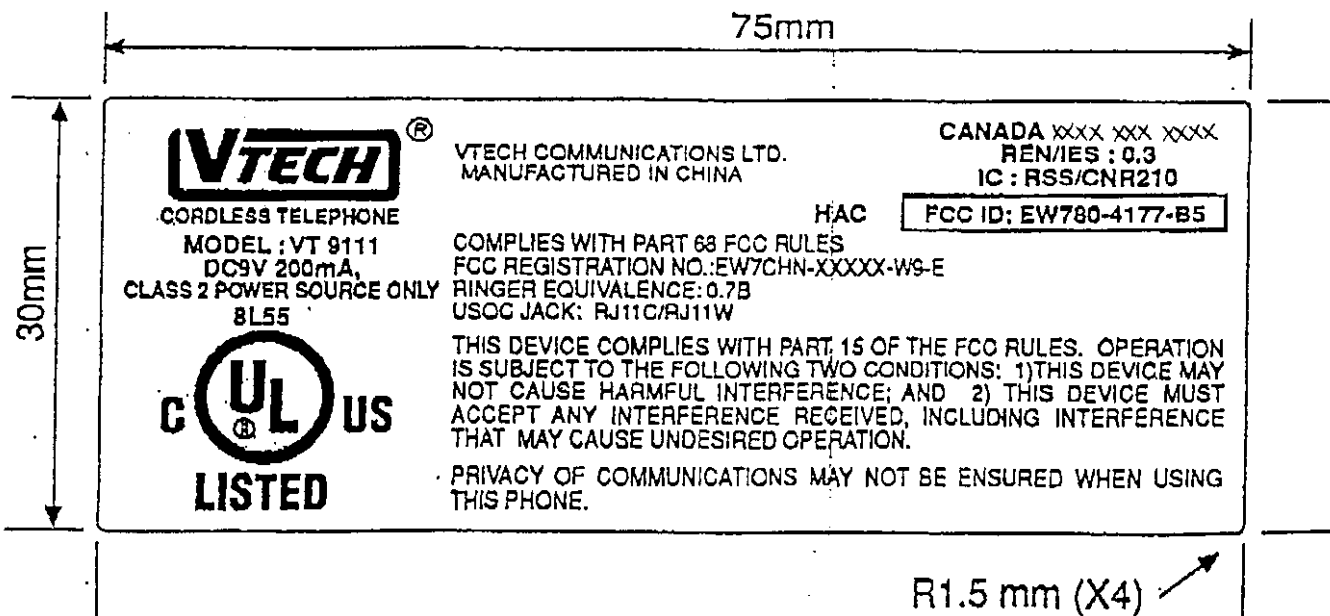 75mm
30mm
VTECH ®
CORDLESS TELEPHONE
MODEL : VT 9111
DC9V 200mA,
CLASS 2 POWER SOURCE ONLY
8L55
C UL ® US
LISTED
VTECH COMMUNICATIONS LTD.
MANUFACTURED IN CHINA
CANADA XXXX XXX XXXX
REN/IES : 0.3
IC : RSS/CNR210
HAC
FCC ID: EW780-4177-B5
COMPLIES WITH PART 68 FCC RULES
FCC REGISTRATION NO.:EW7CHN-XXXXX-W9-E
RINGER EQUIVALENCE: 0.7B
USOC JACK: RJ11C/RJ11W
THIS DEVICE COMPLIES WITH PART 15 OF THE FCC RULES. OPERATION
IS SUBJECT TO THE FOLLOWING TWO CONDITIONS: 1)THIS DEVICE MAY
NOT CAUSE HARMFUL INTERFERENCE; AND 2) THIS DEVICE MUST
ACCEPT ANY INTERFERENCE RECEIVED, INCLUDING INTERFERENCE
THAT MAY CAUSE UNDESIRED OPERATION.
PRIVACY OF COMMUNICATIONS MAY NOT BE ENSURED WHEN USING
THIS PHONE.
R1.5 mm (X4)